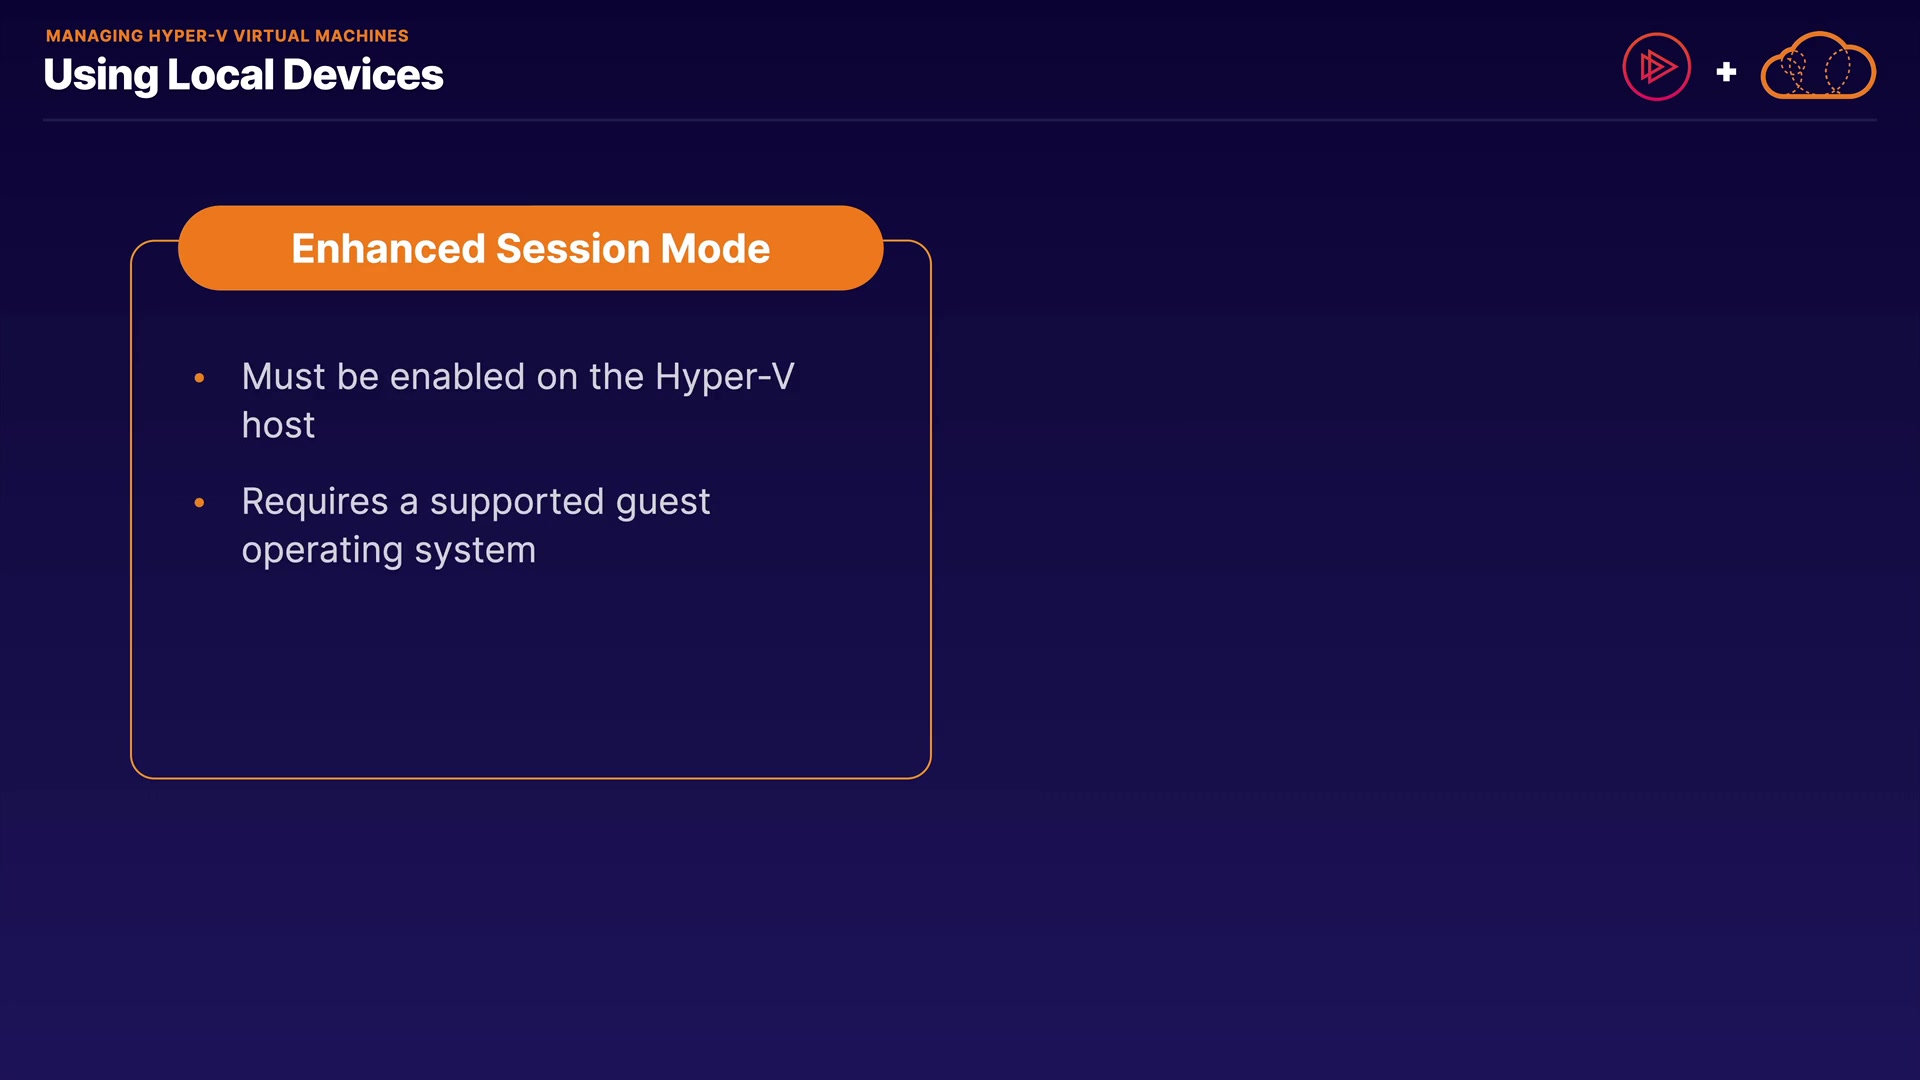 MANAGING HYPER-V VIRTUAL MACHINES
Using Local Devices
Enhanced Session Mode
• Must be enabled on the Hyper-V
host
• Requires a supported guest
operating system